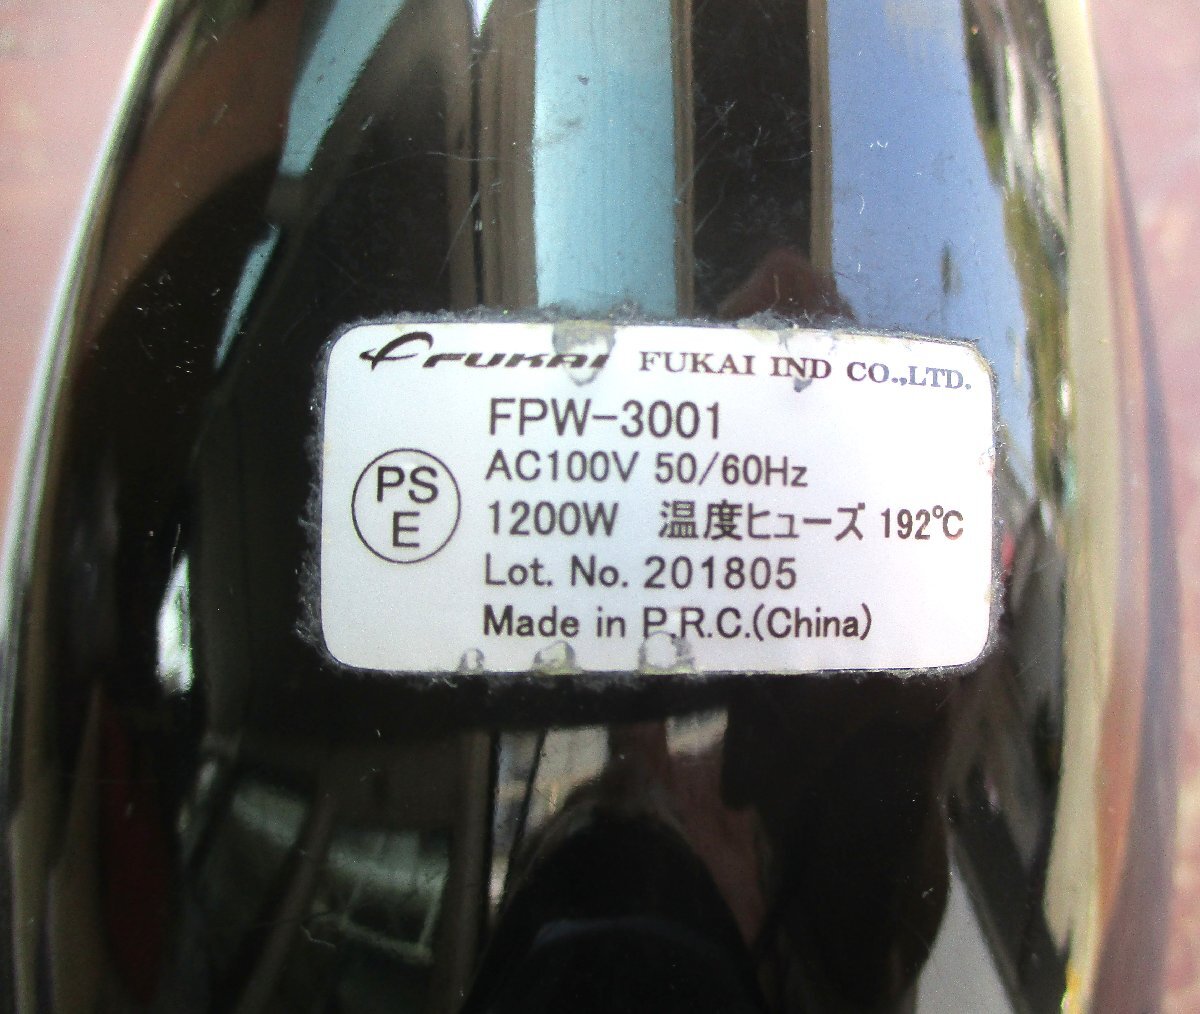 FUKAI FUKAI IND CO.,LTD.
FPW-3001
PS
E
AC100V 50/60Hz
1200W 温度ヒューズ 192℃
Lot. No. 201805
Made in P.R.C.(China)